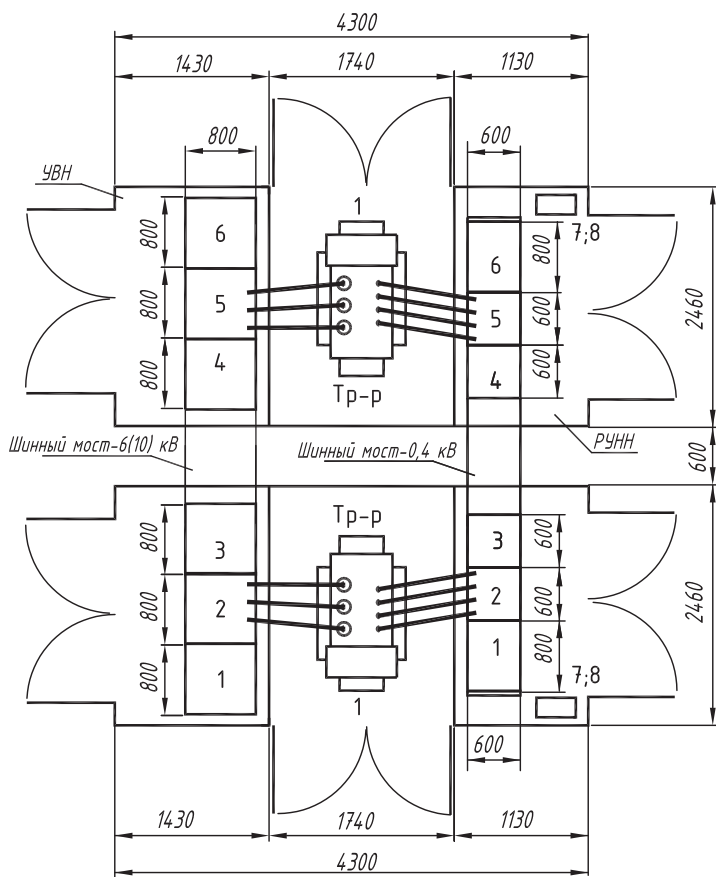 4300
1430 1740 1130
800 600
УВН
1
7;8
800 6 6 800
800 5 5 600
800 4 4 600
2460
Тр-р
Шинный мост-6(10) кВ
Шинный мост-0,4 кВ
РУНН
600
Тр-р
800 3 3 600
800 2 2 600
800 1 1 800
2460
7;8
1
600
1430 1740 1130
4300